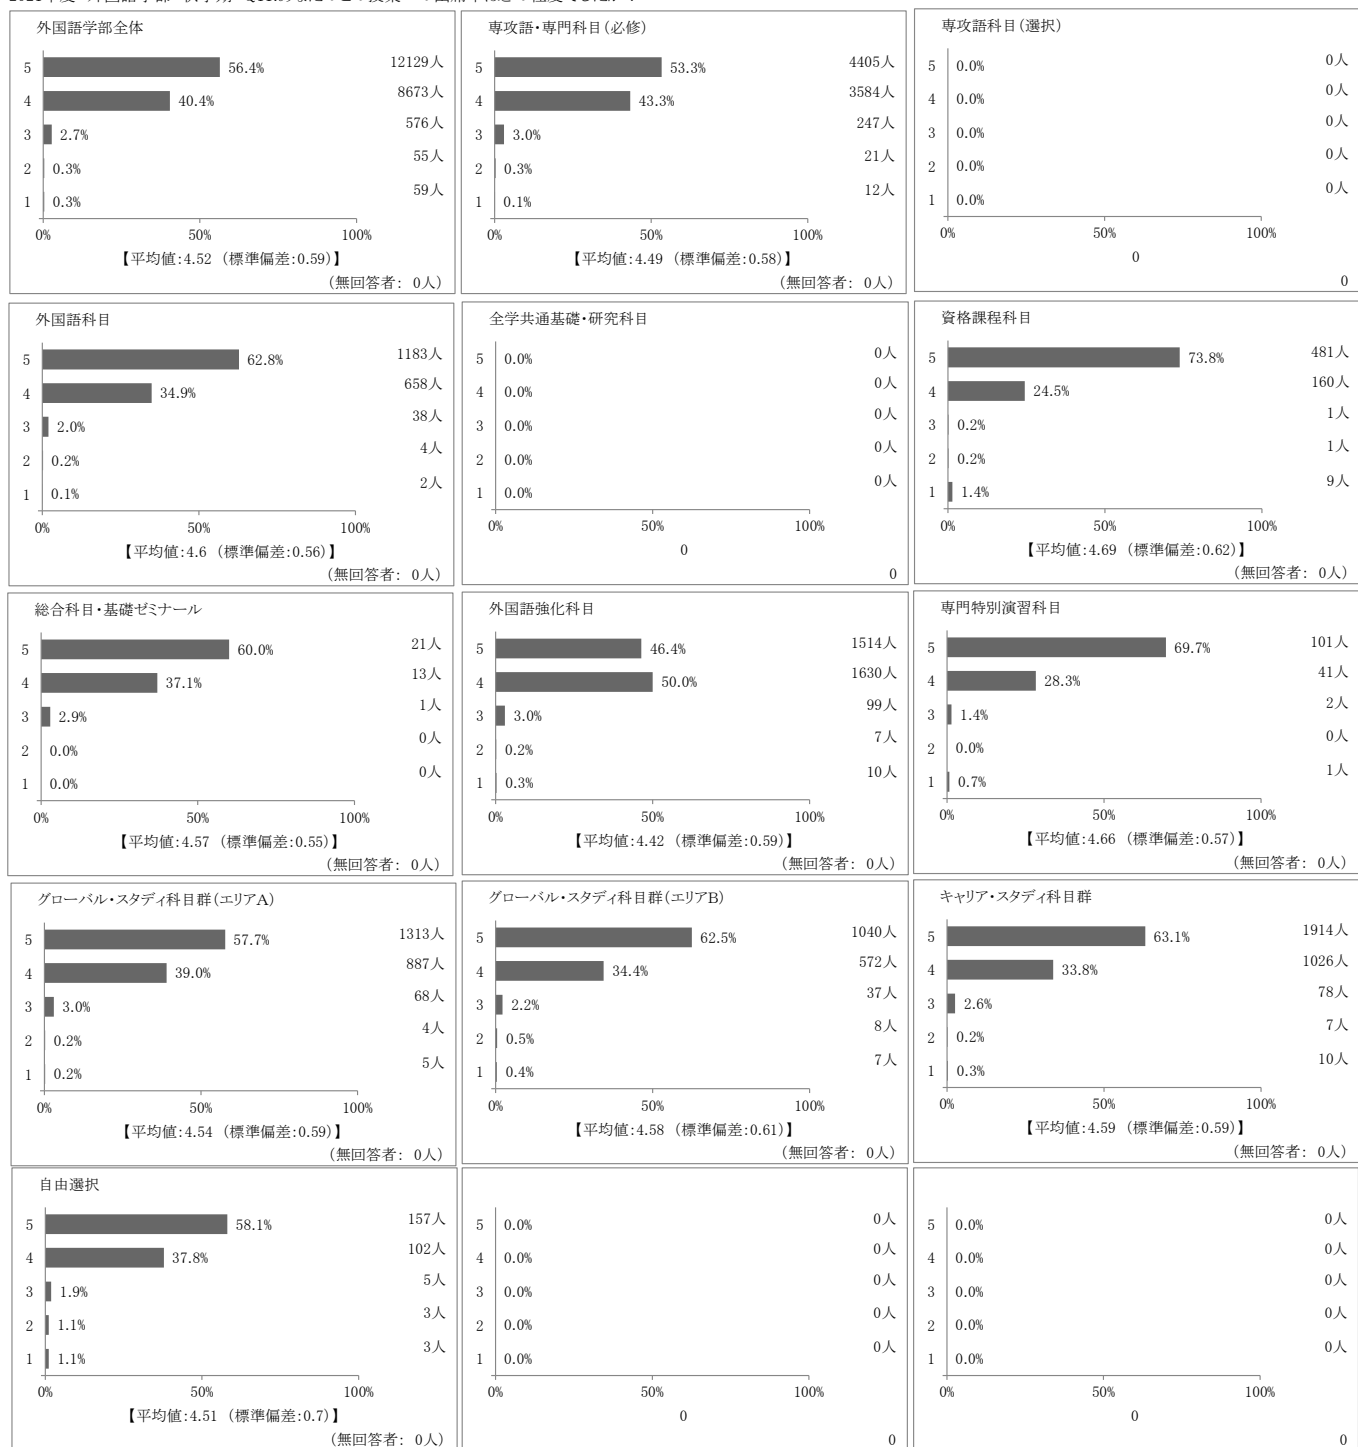 外国語学部全体
5 56.4% 12129人
4 40.4% 8673人
3 2.7% 576人
2 0.3% 55人
1 0.3% 59人
0% 50% 100%
【平均値:4.52 (標準偏差:0.59)】
(無回答者: 0人)
専攻語・専門科目(必修)
5 53.3% 4405人
4 43.3% 3584人
3 3.0% 247人
2 0.3% 21人
1 0.1% 12人
0% 50% 100%
【平均値:4.49 (標準偏差:0.58)】
(無回答者: 0人)
専攻語科目(選択)
5 0.0% 0人
4 0.0% 0人
3 0.0% 0人
2 0.0% 0人
1 0.0% 0人
0% 50% 100%
0
0
外国語科目
5 62.8% 1183人
4 34.9% 658人
3 2.0% 38人
2 0.2% 4人
1 0.1% 2人
0% 50% 100%
【平均値:4.6 (標準偏差:0.56)】
(無回答者: 0人)
全学共通基礎・研究科目
5 0.0% 0人
4 0.0% 0人
3 0.0% 0人
2 0.0% 0人
1 0.0% 0人
0% 50% 100%
0
0
資格課程科目
5 73.8% 481人
4 24.5% 160人
3 0.2% 1人
2 0.2% 1人
1 1.4% 9人
0% 50% 100%
【平均値:4.69 (標準偏差:0.62)】
(無回答者: 0人)
総合科目・基礎ゼミナール
5 60.0% 21人
4 37.1% 13人
3 2.9% 1人
2 0.0% 0人
1 0.0% 0人
0% 50% 100%
【平均値:4.57 (標準偏差:0.55)】
(無回答者: 0人)
外国語強化科目
5 46.4% 1514人
4 50.0% 1630人
3 3.0% 99人
2 0.2% 7人
1 0.3% 10人
0% 50% 100%
【平均値:4.42 (標準偏差:0.59)】
(無回答者: 0人)
専門特別演習科目
5 69.7% 101人
4 28.3% 41人
3 1.4% 2人
2 0.0% 0人
1 0.7% 1人
0% 50% 100%
【平均値:4.66 (標準偏差:0.57)】
(無回答者: 0人)
グローバル・スタディ科目群(エリアA)
5 57.7% 1313人
4 39.0% 887人
3 3.0% 68人
2 0.2% 4人
1 0.2% 5人
0% 50% 100%
【平均値:4.54 (標準偏差:0.59)】
(無回答者: 0人)
グローバル・スタディ科目群(エリアB)
5 62.5% 1040人
4 34.4% 572人
3 2.2% 37人
2 0.5% 8人
1 0.4% 7人
0% 50% 100%
【平均値:4.58 (標準偏差:0.61)】
(無回答者: 0人)
キャリア・スタディ科目群
5 63.1% 1914人
4 33.8% 1026人
3 2.6% 78人
2 0.2% 7人
1 0.3% 10人
0% 50% 100%
【平均値:4.59 (標準偏差:0.59)】
(無回答者: 0人)
自由選択
5 58.1% 157人
4 37.8% 102人
3 1.9% 5人
2 1.1% 3人
1 1.1% 3人
0% 50% 100%
【平均値:4.51 (標準偏差:0.7)】
(無回答者: 0人)
5 0.0% 0人
4 0.0% 0人
3 0.0% 0人
2 0.0% 0人
1 0.0% 0人
0% 50% 100%
0
0
5 0.0% 0人
4 0.0% 0人
3 0.0% 0人
2 0.0% 0人
1 0.0% 0人
0% 50% 100%
0
0